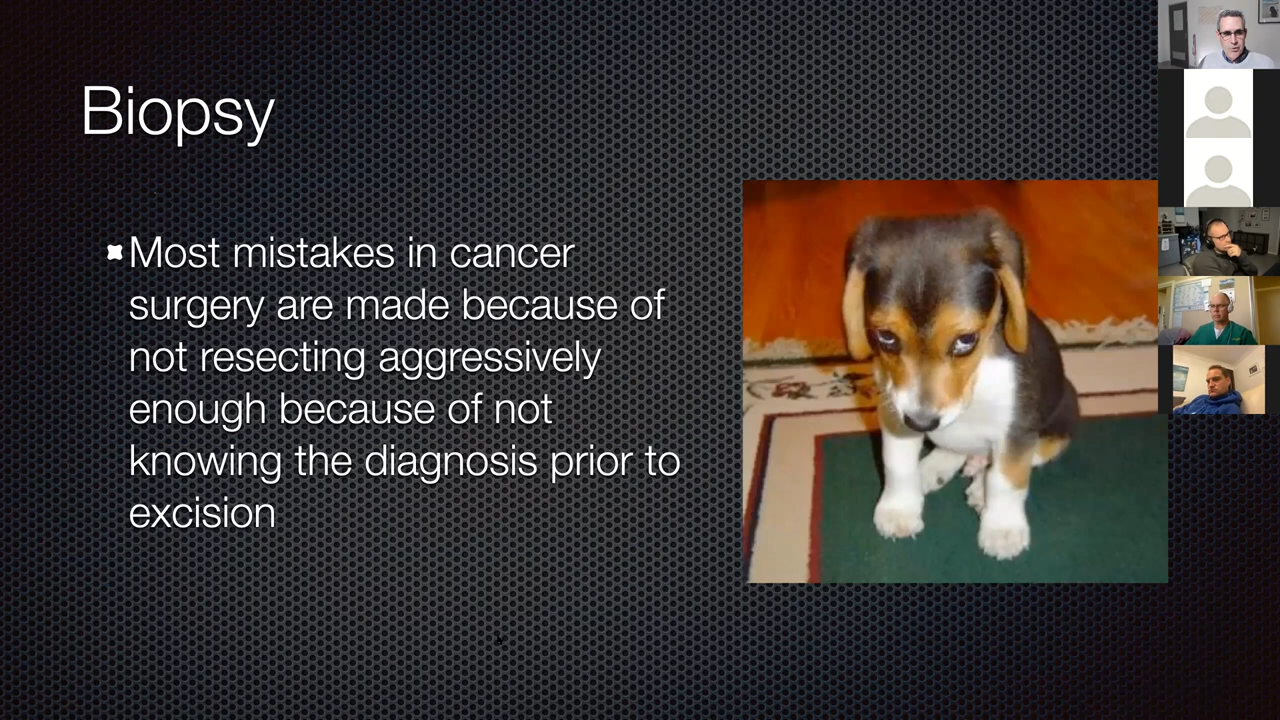 Biopsy
Most mistakes in cancer
surgery are made because of
not resecting aggressively
enough because of not
knowing the diagnosis prior to
excision